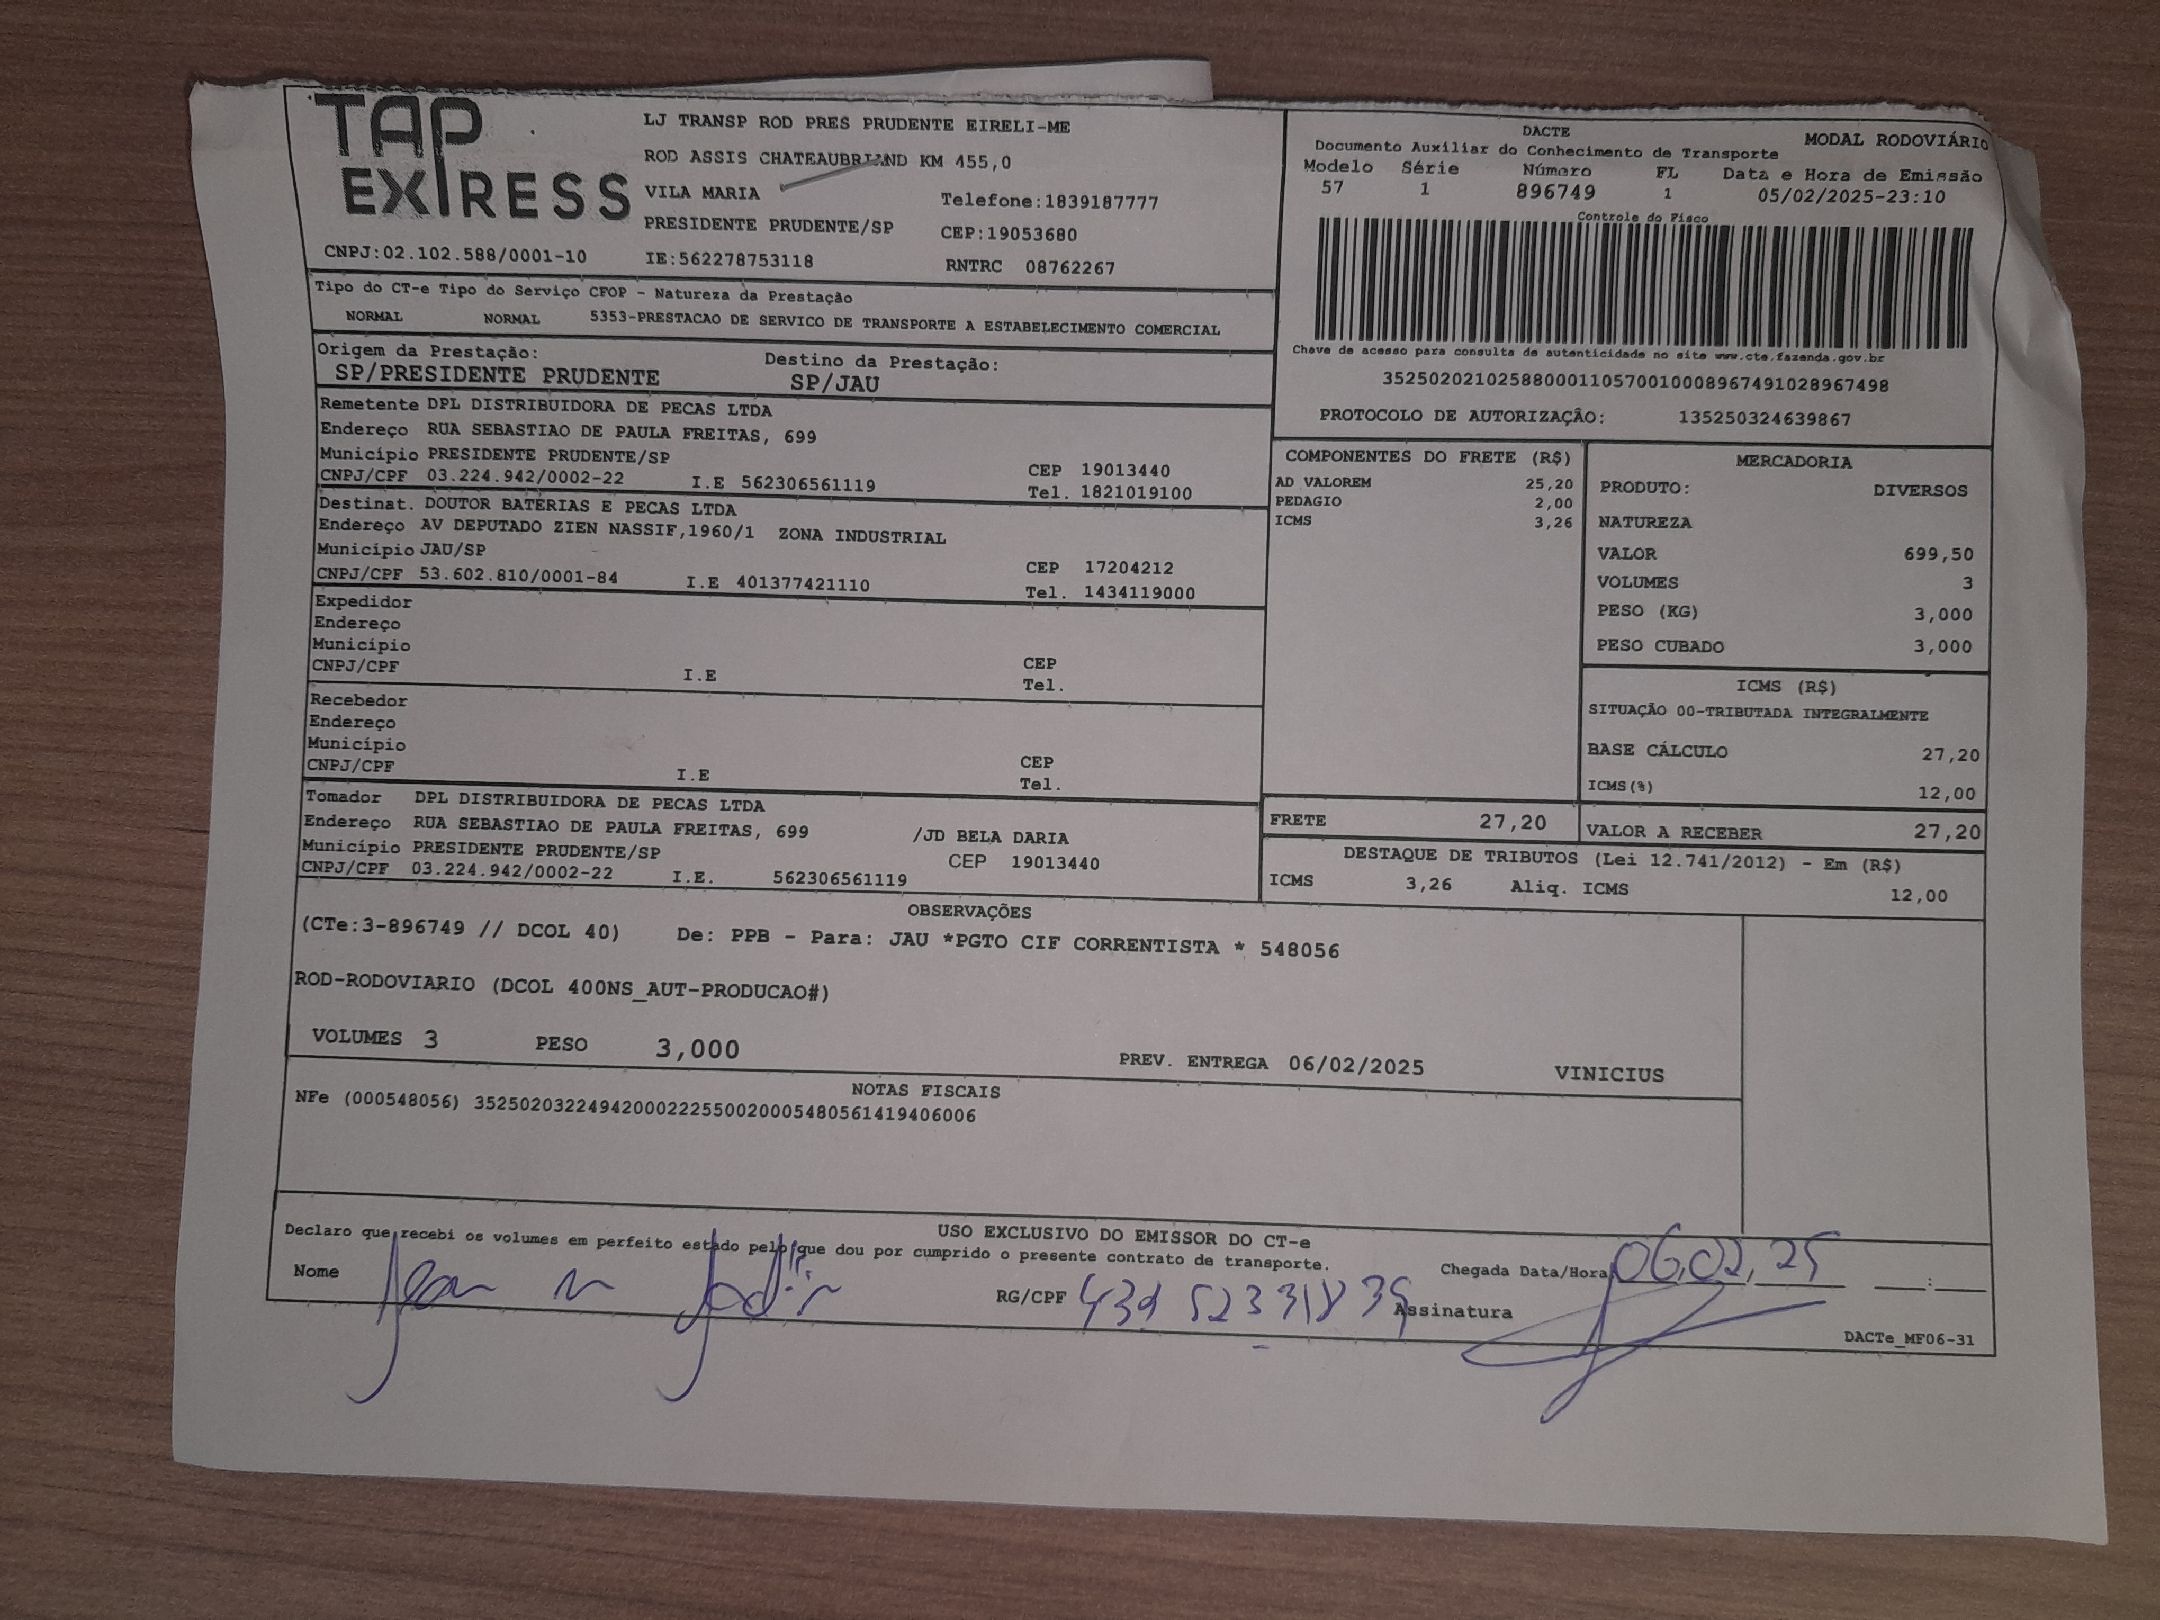 TAP EXPRESS
LJ TRANSP ROD PRES PRUDENTE EIRELI-ME
ROD ASSIS CHATEAUBRIAND KM 455,0
VILA MARIA Telefone:1839187777
PRESIDENTE PRUDENTE/SP CEP:19053680
CNPJ:02.102.588/0001-10 IE:562278753118 RNTRC 08762267
DACTE MODAL RODOVIÁRIO
Documento Auxiliar do Conhecimento de Transporte
Modelo Série Número FL Data e Hora de Emissão
57 1 896749 1 05/02/2025-23:10
Controle do Fisco
Chave de acesso para consulta de autenticidade no site www.cte.fazenda.gov.br
35250202102588000110570010008967491028967498
PROTOCOLO DE AUTORIZAÇÃO: 135250324639867
Tipo do CT-e Tipo do Serviço CFOP - Natureza da Prestação
NORMAL NORMAL 5353-PRESTACAO DE SERVICO DE TRANSPORTE A ESTABELECIMENTO COMERCIAL
Origem da Prestação: Destino da Prestação:
SP/PRESIDENTE PRUDENTE SP/JAU
Remetente DPL DISTRIBUIDORA DE PECAS LTDA
Endereço RUA SEBASTIAO DE PAULA FREITAS, 699
Município PRESIDENTE PRUDENTE/SP CEP 19013440
CNPJ/CPF 03.224.942/0002-22 I.E 562306561119 Tel. 1821019100
Destinat. DOUTOR BATERIAS E PECAS LTDA
Endereço AV DEPUTADO ZIEN NASSIF,1960/1 ZONA INDUSTRIAL
Município JAU/SP CEP 17204212
CNPJ/CPF 53.602.810/0001-84 I.E 401377421110 Tel. 1434119000
Expedidor
Endereço
Município CEP
CNPJ/CPF I.E Tel.
Recebedor
Endereço
Município CEP
CNPJ/CPF I.E Tel.
Tomador DPL DISTRIBUIDORA DE PECAS LTDA
Endereço RUA SEBASTIAO DE PAULA FREITAS, 699 /JD BELA DARIA
Município PRESIDENTE PRUDENTE/SP CEP 19013440
CNPJ/CPF 03.224.942/0002-22 I.E. 562306561119
COMPONENTES DO FRETE (R$)
AD VALOREM 25,20
PEDAGIO 2,00
ICMS 3,26
FRETE 27,20
MERCADORIA
PRODUTO: DIVERSOS
NATUREZA
VALOR 699,50
VOLUMES 3
PESO (KG) 3,000
PESO CUBADO 3,000
ICMS (R$)
SITUAÇÃO 00-TRIBUTADA INTEGRALMENTE
BASE CÁLCULO 27,20
ICMS(%) 12,00
VALOR A RECEBER 27,20
DESTAQUE DE TRIBUTOS (Lei 12.741/2012) - Em (R$)
ICMS 3,26 Aliq. ICMS 12,00
OBSERVAÇÕES
(CTe:3-896749 // DCOL 40) De: PPB - Para: JAU *PGTO CIF CORRENTISTA * 548056
ROD-RODOVIARIO (DCOL 400NS_AUT-PRODUCAO#)
VOLUMES 3 PESO 3,000 PREV. ENTREGA 06/02/2025 VINICIUS
NOTAS FISCAIS
NFe (000548056) 35250203224942000222550020005480561419406006
USO EXCLUSIVO DO EMISSOR DO CT-e
Declaro que recebi os volumes em perfeito estado pelo que dou por cumprido o presente contrato de transporte.
Nome RG/CPF Assinatura
Chegada Data/Hora 06,02,25 __:__
DACTe_MF06-31